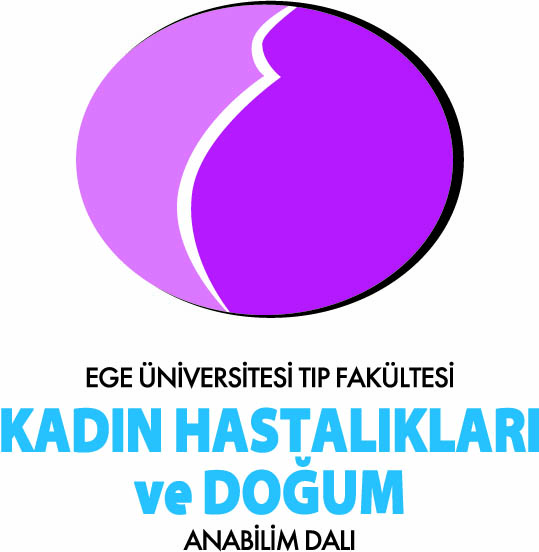 EGE ÜNİVERSİTESİ TIP FAKÜLTESİ
KADIN HASTALIKLARI
ve DOĞUM
ANABİLİM DALI